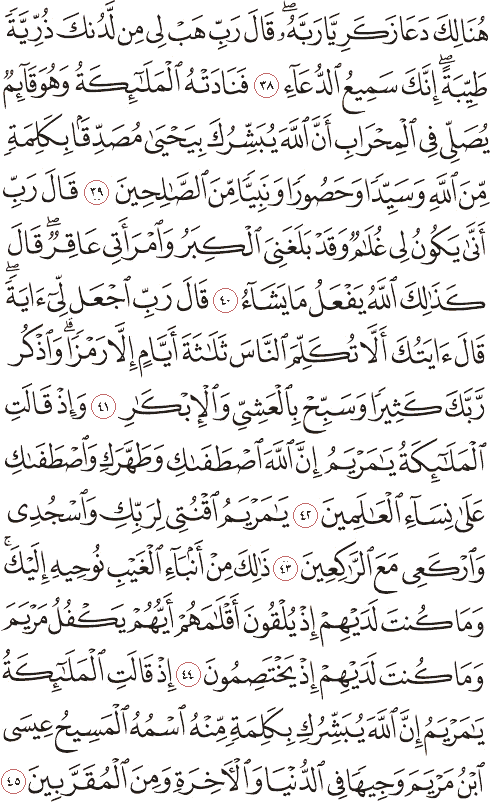 هُنَالِكَ دَعَا زَكَرِيَّا رَبَّهُۥۖ قَالَ رَبِّ هَبْ لِى مِن لَّدُنكَ ذُرِّيَّةً
طَيِّبَةًۖ إِنَّكَ سَمِيعُ ٱلدُّعَآءِ ٣٨ فَنَادَتْهُ ٱلْمَلَـٰٓئِكَةُ وَهُوَ قَآئِمٌ
يُصَلِّى فِى ٱلْمِحْرَابِ أَنَّ ٱللَّهَ يُبَشِّرُكَ بِيَحْيَىٰ مُصَدِّقًۢا بِكَلِمَةٍ
مِّنَ ٱللَّهِ وَسَيِّدًا وَحَصُورًا وَنَبِيًّا مِّنَ ٱلصَّـٰلِحِينَ ٣٩ قَالَ رَبِّ
أَنَّىٰ يَكُونُ لِى غُلَـٰمٌ وَقَدْ بَلَغَنِىَ ٱلْكِبَرُ وَٱمْرَأَتِى عَاقِرٌۖ قَالَ
كَذَٰلِكَ ٱللَّهُ يَفْعَلُ مَا يَشَآءُ ٤٠ قَالَ رَبِّ ٱجْعَل لِّىٓ ءَايَةًۖ
قَالَ ءَايَتُكَ أَلَّا تُكَلِّمَ ٱلنَّاسَ ثَلَـٰثَةَ أَيَّامٍ إِلَّا رَمْزًاۗ وَٱذْكُر
رَّبَّكَ كَثِيرًا وَسَبِّحْ بِٱلْعَشِىِّ وَٱلْإِبْكَـٰرِ ٤١ وَإِذْ قَالَتِ
ٱلْمَلَـٰٓئِكَةُ يَـٰمَرْيَمُ إِنَّ ٱللَّهَ ٱصْطَفَىٰكِ وَطَهَّرَكِ وَٱصْطَفَىٰكِ
عَلَىٰ نِسَآءِ ٱلْعَـٰلَمِينَ ٤٢ يَـٰمَرْيَمُ ٱقْنُتِى لِرَبِّكِ وَٱسْجُدِى
وَٱرْكَعِى مَعَ ٱلرَّٰكِعِينَ ٤٣ ذَٰلِكَ مِنْ أَنۢبَآءِ ٱلْغَيْبِ نُوحِيهِ إِلَيْكَۚ
وَمَا كُنتَ لَدَيْهِمْ إِذْ يُلْقُونَ أَقْلَـٰمَهُمْ أَيُّهُمْ يَكْفُلُ مَرْيَمَ
وَمَا كُنتَ لَدَيْهِمْ إِذْ يَخْتَصِمُونَ ٤٤ إِذْ قَالَتِ ٱلْمَلَـٰٓئِكَةُ
يَـٰمَرْيَمُ إِنَّ ٱللَّهَ يُبَشِّرُكِ بِكَلِمَةٍ مِّنْهُ ٱسْمُهُ ٱلْمَسِيحُ عِيسَى
ٱبْنُ مَرْيَمَ وَجِيهًا فِى ٱلدُّنْيَا وَٱلْـَٔاخِرَةِ وَمِنَ ٱلْمُقَرَّبِينَ ٤٥